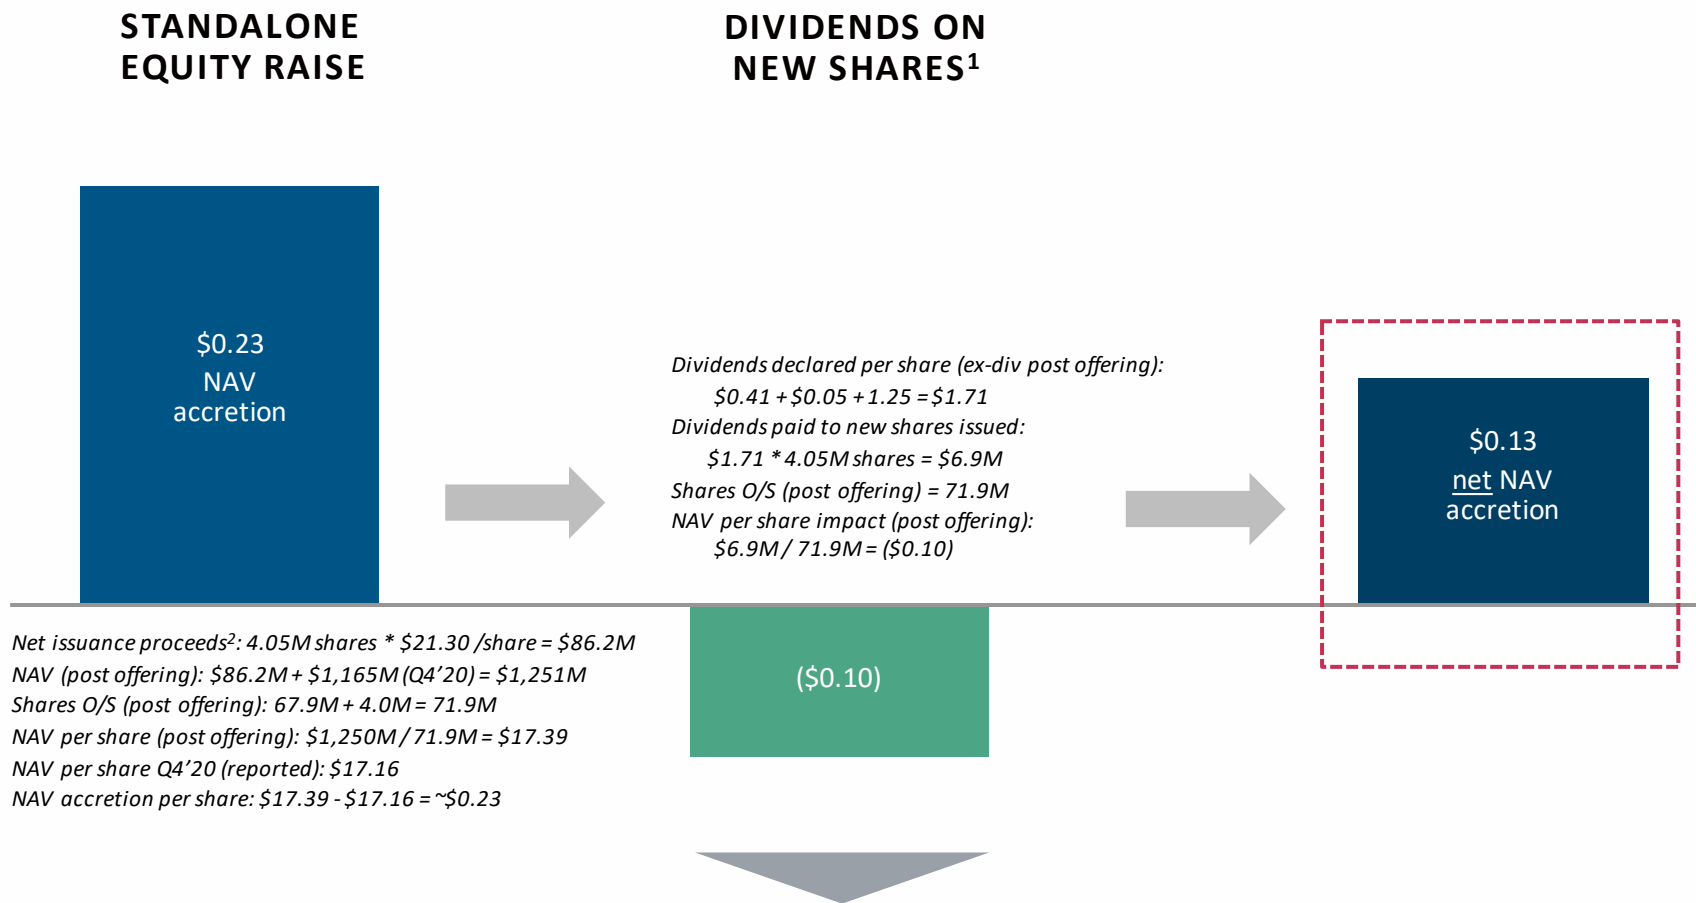 STANDALONE
EQUITY RAISE
DIVIDENDS ON
NEW SHARES¹
$0.23
NAV
accretion
Net issuance proceeds²: 4.05M shares * $21.30 /share = $86.2M
NAV (post offering): $86.2M + $1,165M (Q4’20) = $1,251M
Shares O/S (post offering): 67.9M + 4.0M = 71.9M
NAV per share (post offering): $1,250M / 71.9M = $17.39
NAV per share Q4’20 (reported): $17.16
NAV accretion per share: $17.39 - $17.16 = ~$0.23
Dividends declared per share (ex-div post offering):
$0.41 + $0.05 + 1.25 = $1.71
Dividends paid to new shares issued:
$1.71 * 4.05M shares = $6.9M
Shares O/S (post offering) = 71.9M
NAV per share impact (post offering):
$6.9M / 71.9M = ($0.10)
($0.10)
$0.13
net NAV
accretion